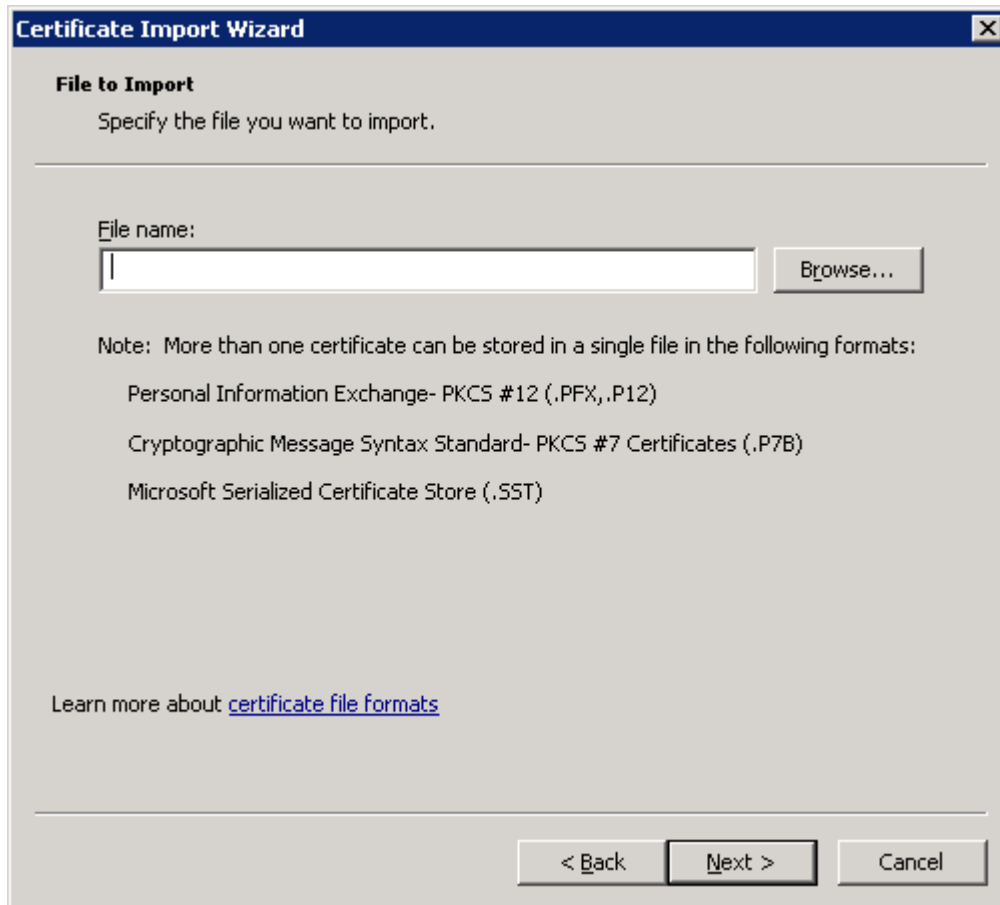 Certificate Import Wizard
File to Import
Specify the file you want to import.
File name:
Browse...
Note:  More than one certificate can be stored in a single file in the following formats:
Personal Information Exchange- PKCS #12 (.PFX,.P12)
Cryptographic Message Syntax Standard- PKCS #7 Certificates (.P7B)
Microsoft Serialized Certificate Store (.SST)
Learn more about certificate file formats
< Back
Next >
Cancel